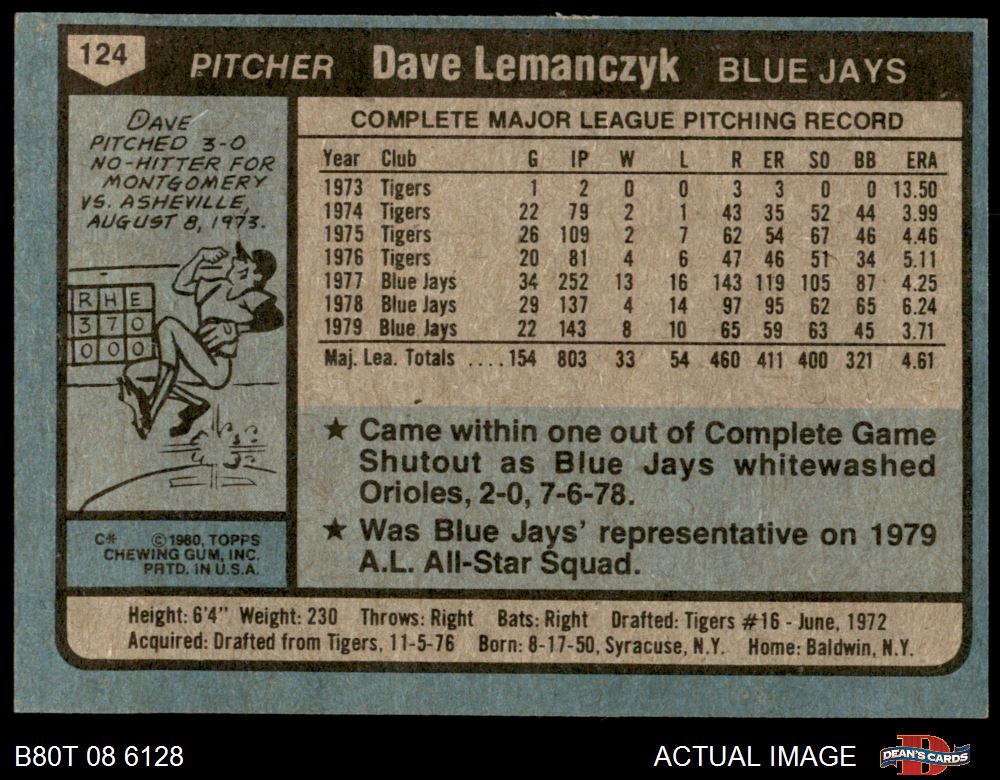 124 PITCHER Dave Lemanczyk BLUE JAYS
DAVE
PITCHED 3-0
NO-HITTER FOR
MONTGOMERY
VS. ASHEVILLE,
AUGUST 8, 1973.
R H E
3 7 0
0 0 0
C* ©1980, TOPPS
CHEWING GUM, INC.
PRTD. IN U.S.A.
COMPLETE MAJOR LEAGUE PITCHING RECORD
Year Club G IP W L R ER SO BB ERA
1973 Tigers 1 2 0 0 3 3 0 0 13.50
1974 Tigers 22 79 2 1 43 35 52 44 3.99
1975 Tigers 26 109 2 7 62 54 67 46 4.46
1976 Tigers 20 81 4 6 47 46 51 34 5.11
1977 Blue Jays 34 252 13 16 143 119 105 87 4.25
1978 Blue Jays 29 137 4 14 97 95 62 65 6.24
1979 Blue Jays 22 143 8 10 65 59 63 45 3.71
Maj. Lea. Totals ....154 803 33 54 460 411 400 321 4.61
★ Came within one out of Complete Game
Shutout as Blue Jays whitewashed
Orioles, 2-0, 7-6-78.
★ Was Blue Jays' representative on 1979
A.L. All-Star Squad.
Height: 6'4" Weight: 230 Throws: Right Bats: Right Drafted: Tigers #16 - June, 1972
Acquired: Drafted from Tigers, 11-5-76 Born: 8-17-50, Syracuse, N.Y. Home: Baldwin, N.Y.
B80T 08 6128 ACTUAL IMAGE D DEAN'S CARDS